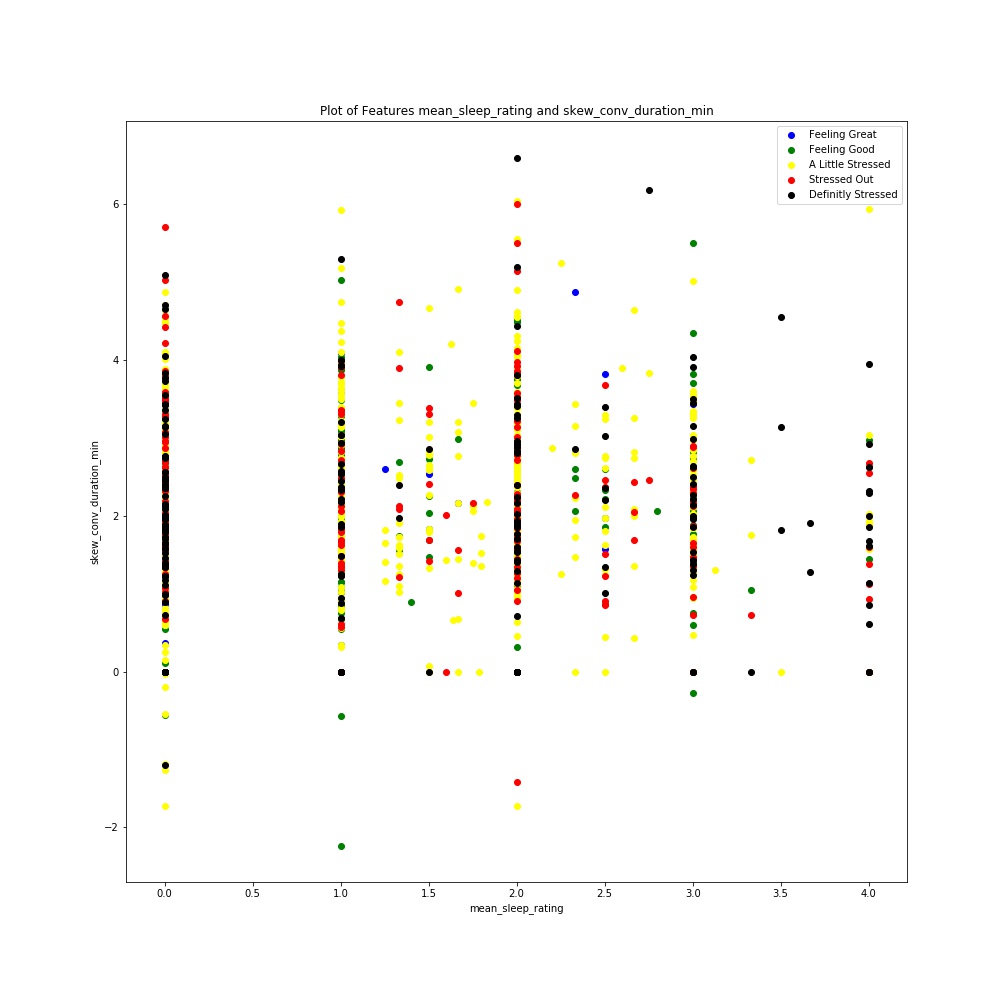 Plot of Features mean_sleep_rating and skew_conv_duration_min
Feeling Great
Feeling Good
A Little Stressed
Stressed Out
Definitly Stressed
skew_conv_duration_min
6
4
2
0
−2
0.0 0.5 1.0 1.5 2.0 2.5 3.0 3.5 4.0
mean_sleep_rating